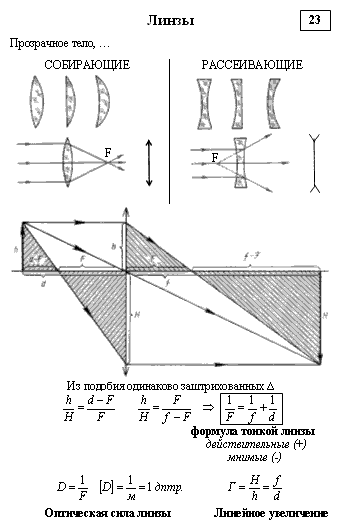 Линзы
23
Прозрачное тело, …
СОБИРАЮЩИЕ РАССЕИВАЮЩИЕ
F F
h d-F F h F f-F
d f
H H
Из подобия одинаково заштрихованных Δ
h/H = (d − F)/F h/H = F/(f − F) ⇒ 1/F = 1/f + 1/d
формула тонкой линзы
действительные (+)
мнимые (-)
D = 1/F [D] = 1/м = 1 дптр. Г = H/h = f/d
Оптическая сила линзы Линейное увеличение